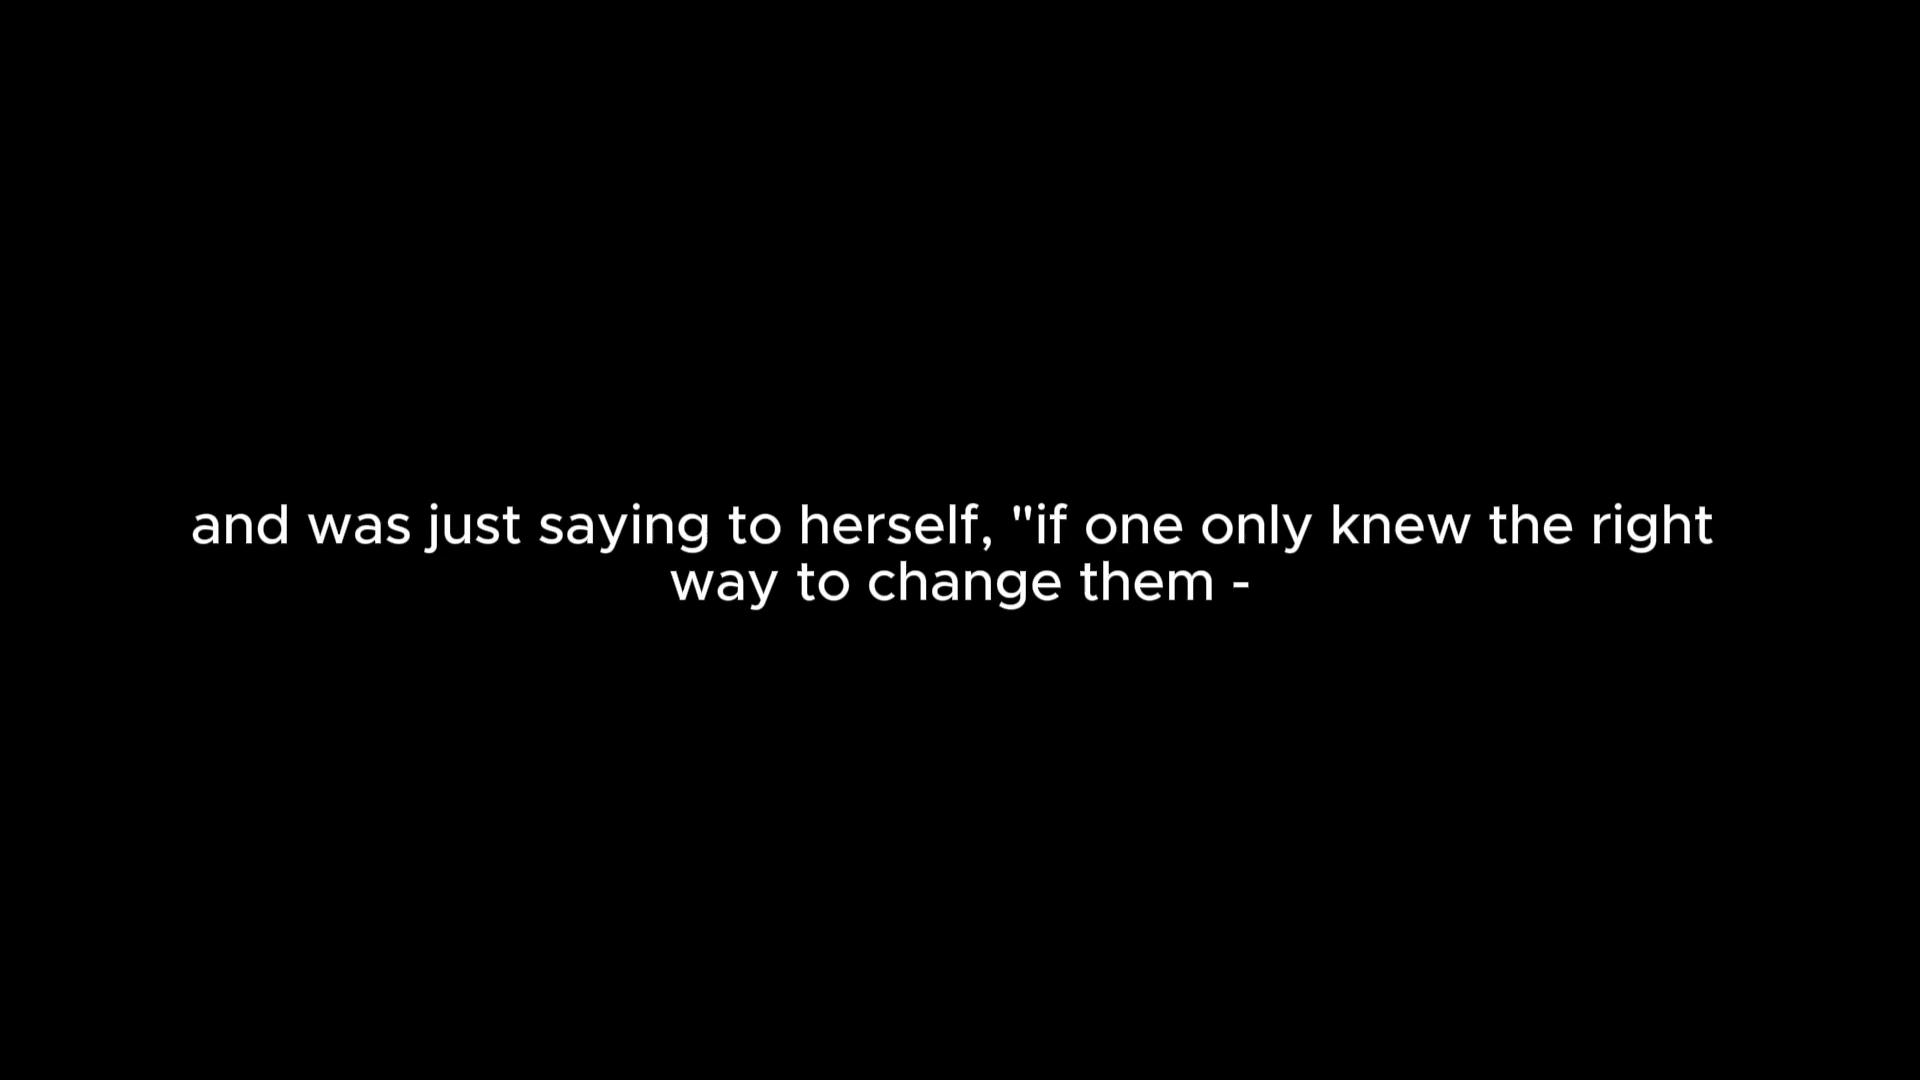 and was just saying to herself, "if one only knew the right
way to change them -